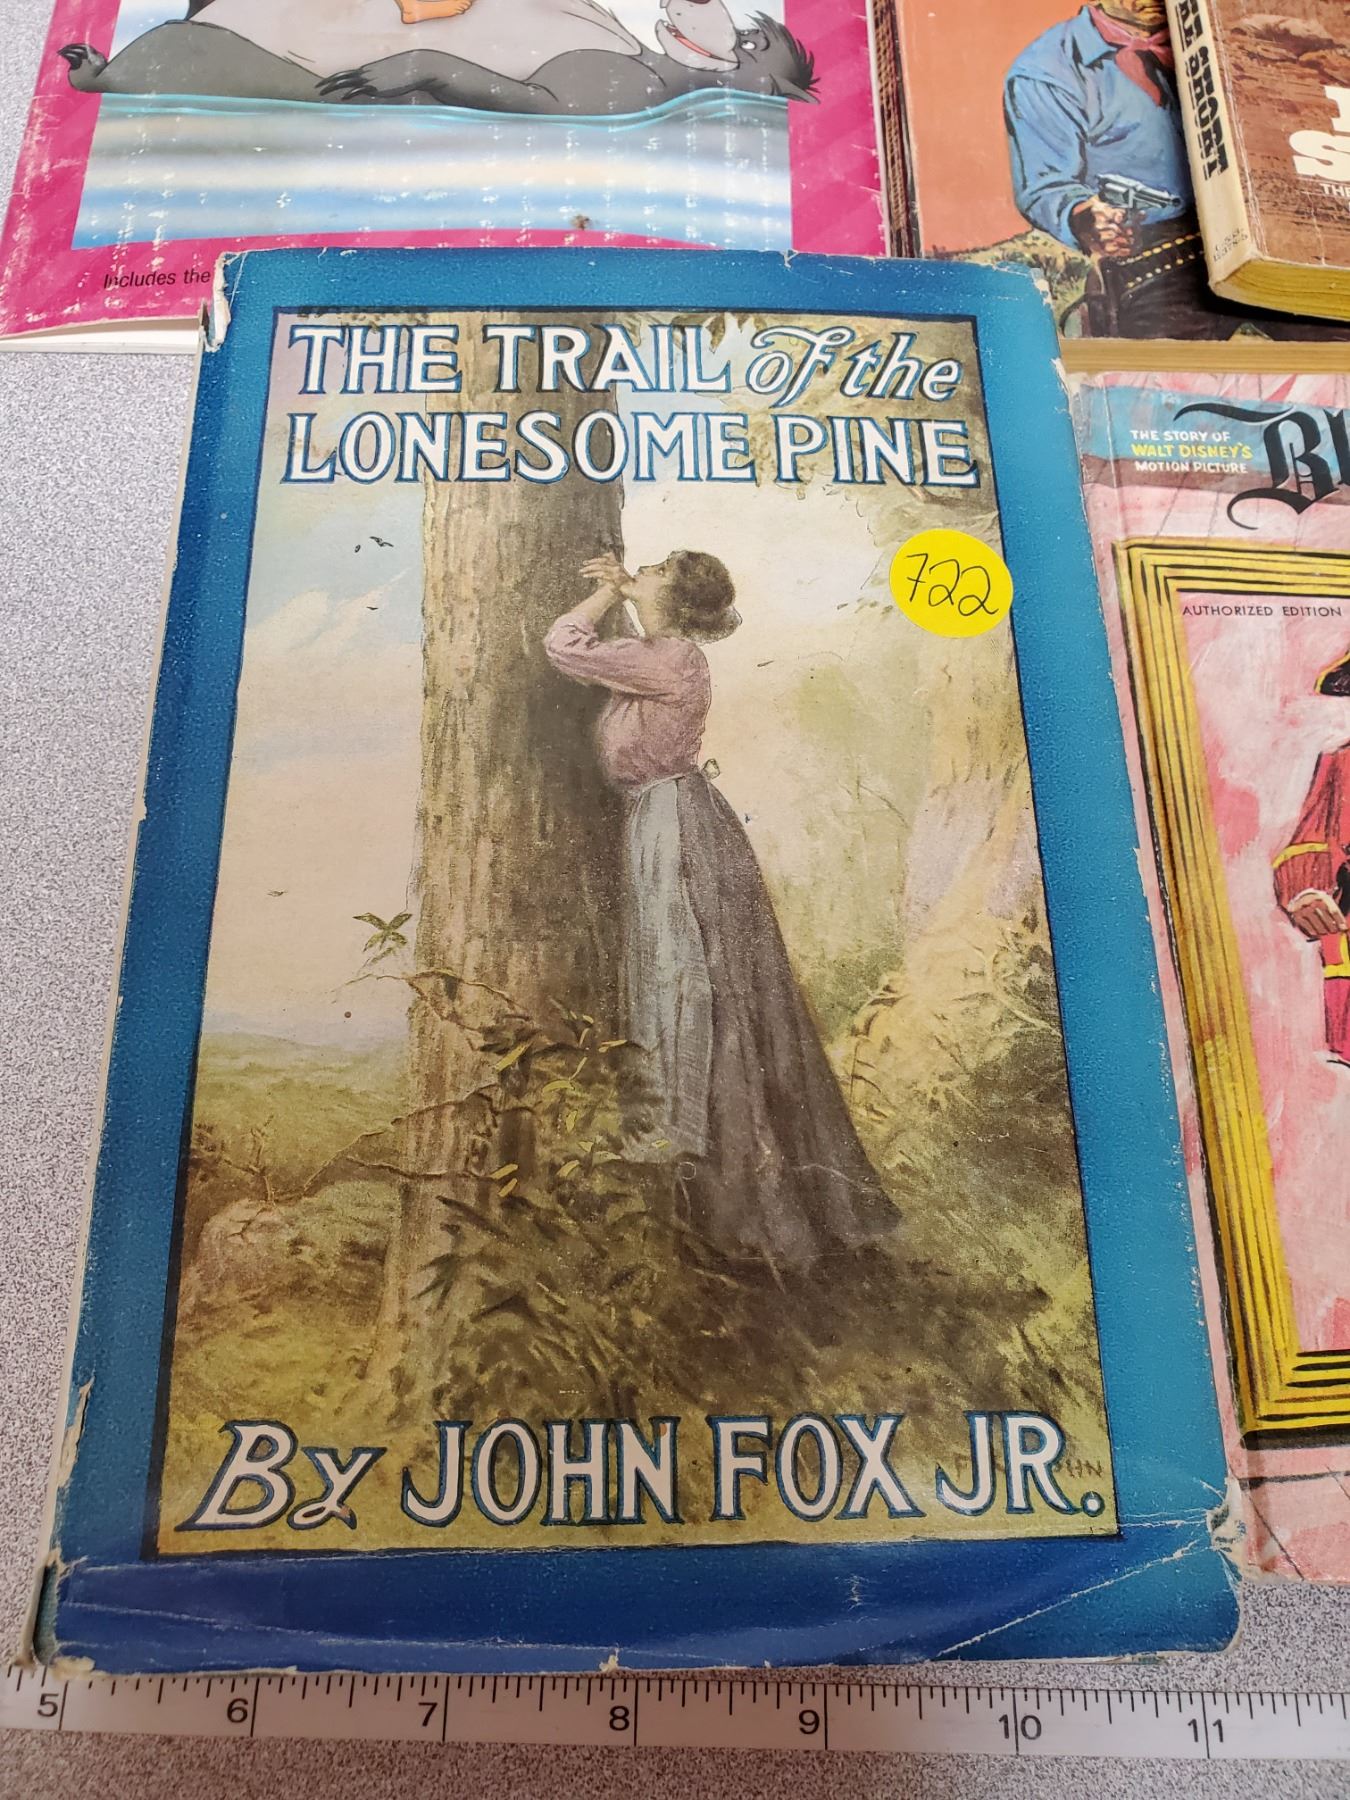 Includes the
THE TRAIL of the
LONESOME PINE
722
By JOHN FOX JR.
THE STORY OF
WALT DISNEY'S
MOTION PICTURE
AUTHORIZED EDITION
SHORT
5 6 7 8 9 10 11